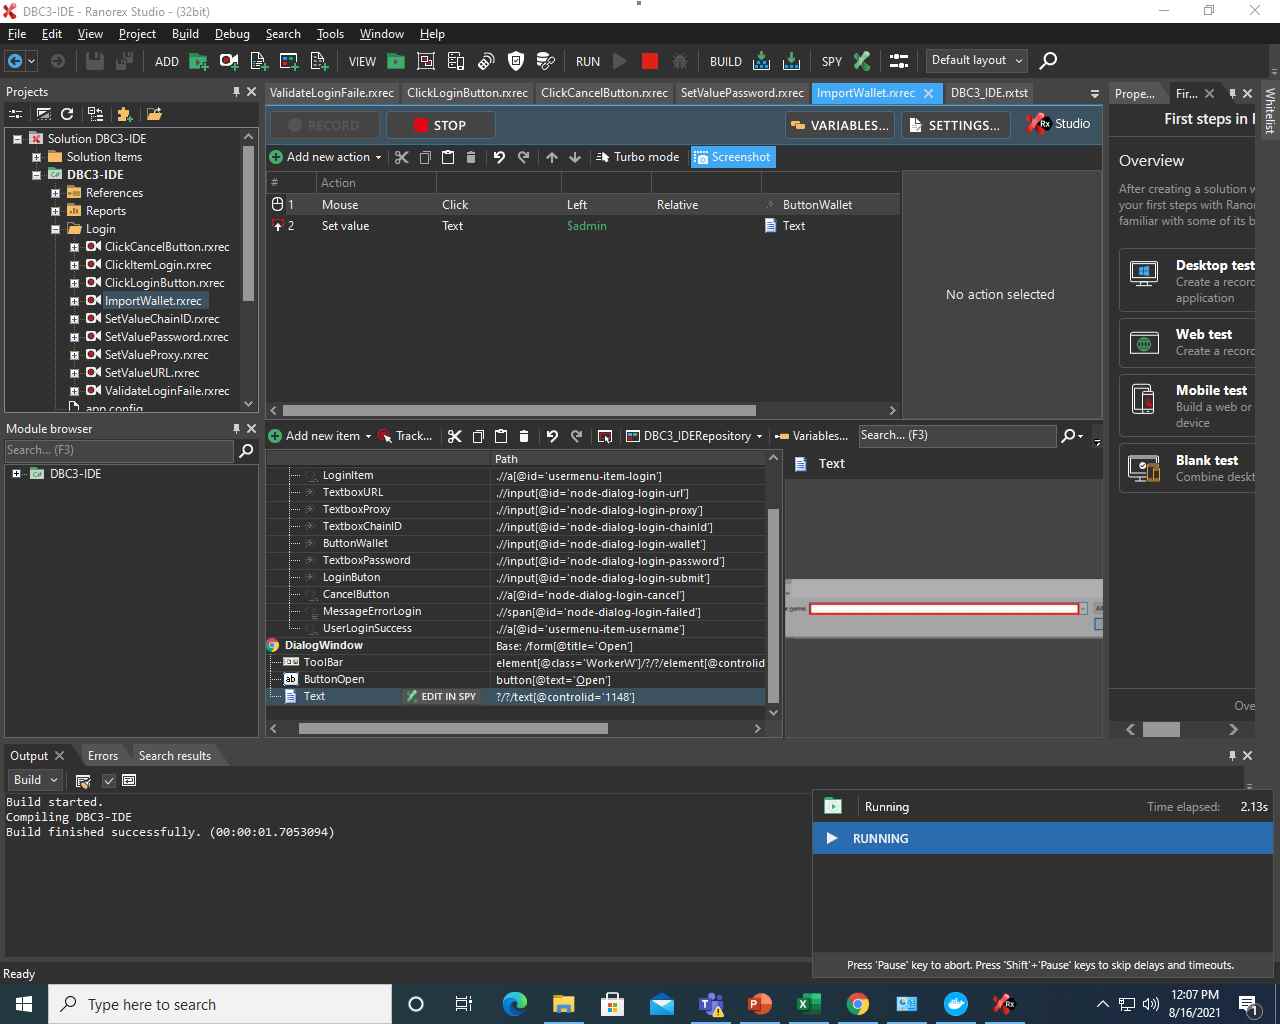 DBC3-IDE - Ranorex Studio - (32bit)
File Edit View Project Build Debug Search Tools Window Help
ADD VIEW RUN BUILD SPY Default layout
Projects
Solution DBC3-IDE
Solution Items
DBC3-IDE
References
Reports
Login
ClickCancelButton.rxrec
ClickItemLogin.rxrec
ClickLoginButton.rxrec
ImportWallet.rxrec
SetValueChainID.rxrec
SetValuePassword.rxrec
SetValueProxy.rxrec
SetValueURL.rxrec
ValidateLoginFaile.rxrec
app.config
Module browser
Search... (F3)
DBC3-IDE
ValidateLoginFaile.rxrec ClickLoginButton.rxrec ClickCancelButton.rxrec SetValuePassword.rxrec ImportWallet.rxrec DBC3_IDE.rxtst
RECORD STOP VARIABLES... SETTINGS... Rx Studio
Add new action Turbo mode Screenshot
# Action
1 Mouse Click Left Relative ButtonWallet
2 Set value Text $admin Text
No action selected
Add new item Track... DBC3_IDERepository Variables... Search... (F3)
Path
LoginItem .//a[@id='usermenu-item-login']
TextboxURL .//input[@id='node-dialog-login-url']
TextboxProxy .//input[@id='node-dialog-login-proxy']
TextboxChainID .//input[@id='node-dialog-login-chainId']
ButtonWallet .//input[@id='node-dialog-login-wallet']
TextboxPassword .//input[@id='node-dialog-login-password']
LoginButon .//input[@id='node-dialog-login-submit']
CancelButton .//a[@id='node-dialog-login-cancel']
MessageErrorLogin .//span[@id='node-dialog-login-failed']
UserLoginSuccess .//a[@id='usermenu-item-username']
DialogWindow Base: /form[@title='Open']
ToolBar element[@class='WorkerW']/?/?/element[@controlid
ButtonOpen button[@text='Open']
Text EDIT IN SPY ?/?/text[@controlid='1148']
Text
Prope... Fir...
Whitelist
First steps in
Overview
After creating a solution
your first steps with Ranorex
familiar with some of its
Desktop test
Create a record
application
Web test
Create a record
Mobile test
Build a web or
device
Blank test
Combine deskt
Output Errors Search results
Build
Build started.
Compiling DBC3-IDE
Build finished successfully. (00:00:01.7053094)
Running Time elapsed: 2.13s
RUNNING
Press 'Pause' key to abort. Press 'Shift'+'Pause' keys to skip delays and timeouts.
Ready
Type here to search
12:07 PM
8/16/2021
1